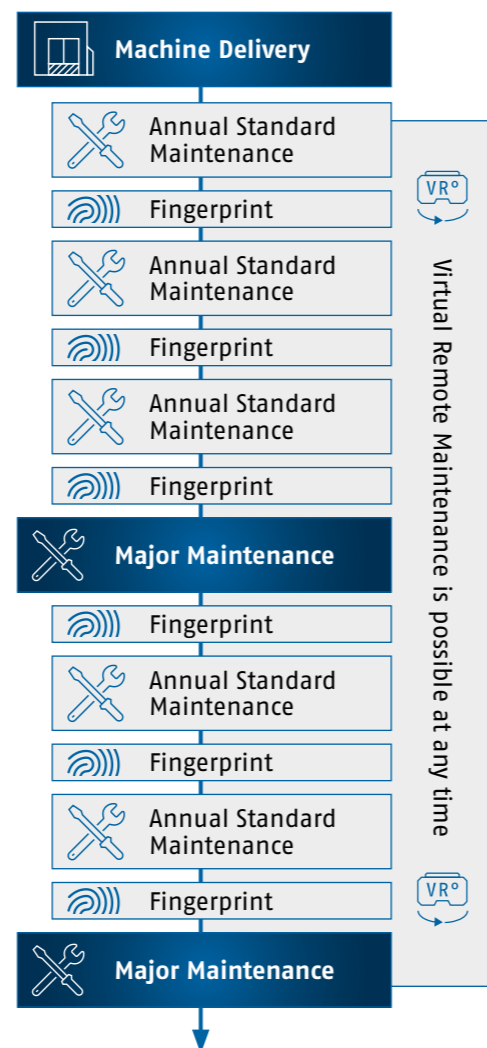 Machine Delivery
Annual Standard
Maintenance
VR°
Fingerprint
Annual Standard
Maintenance
Fingerprint
Annual Standard
Maintenance
Fingerprint
Virtual Remote Maintenance is possible at any time
Major Maintenance
Fingerprint
Annual Standard
Maintenance
Fingerprint
Annual Standard
Maintenance
VR°
Fingerprint
Major Maintenance